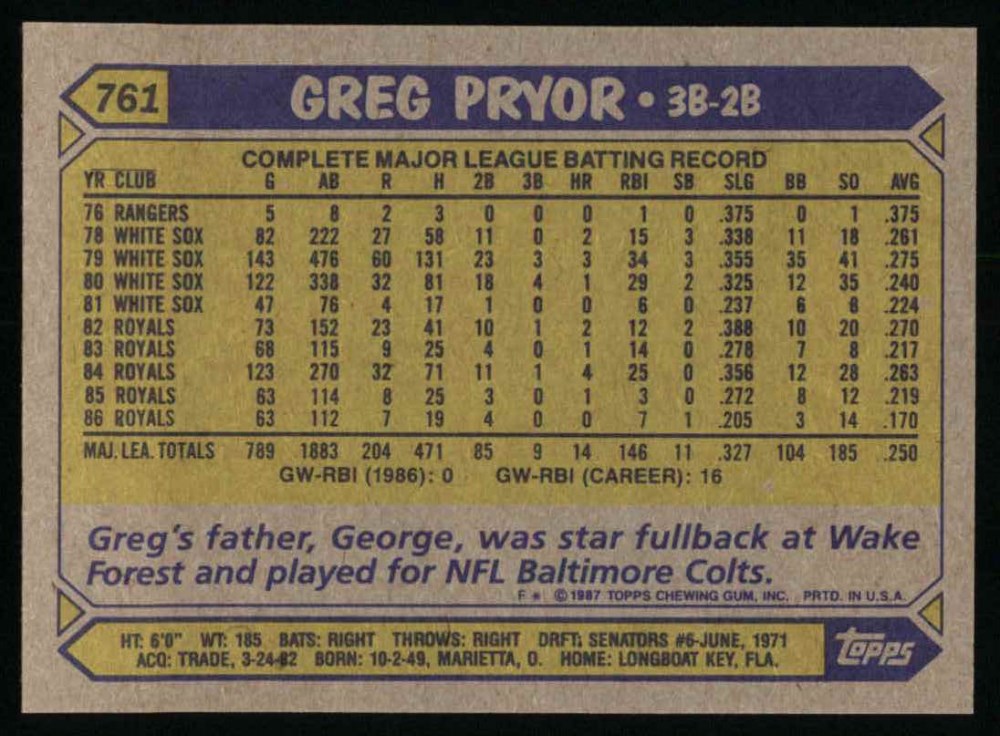 761 GREG PRYOR • 3B-2B
COMPLETE MAJOR LEAGUE BATTING RECORD
YR CLUB G AB R H 2B 3B HR RBI SB SLG BB SO AVG
76 RANGERS 5 8 2 3 0 0 0 1 0 .375 0 1 .375
78 WHITE SOX 82 222 27 58 11 0 2 15 3 .338 11 18 .261
79 WHITE SOX 143 476 60 131 23 3 3 34 3 .355 35 41 .275
80 WHITE SOX 122 338 32 81 18 4 1 29 2 .325 12 35 .240
81 WHITE SOX 47 76 4 17 1 0 0 6 0 .237 6 8 .224
82 ROYALS 73 152 23 41 10 1 2 12 2 .388 10 20 .270
83 ROYALS 68 115 9 25 4 0 1 14 0 .278 7 8 .217
84 ROYALS 123 270 32 71 11 1 4 25 0 .356 12 28 .263
85 ROYALS 63 114 8 25 3 0 1 3 0 .272 8 12 .219
86 ROYALS 63 112 7 19 4 0 0 7 1 .205 3 14 .170
MAJ. LEA. TOTALS 789 1883 204 471 85 9 14 146 11 .327 104 185 .250
GW-RBI (1986): 0 GW-RBI (CAREER): 16
Greg's father, George, was star fullback at Wake
Forest and played for NFL Baltimore Colts.
F * © 1987 TOPPS CHEWING GUM, INC. PRTD. IN U.S.A.
HT: 6'0" WT: 185 BATS: RIGHT THROWS: RIGHT DRFT: SENATORS #6-JUNE, 1971
ACQ: TRADE, 3-24-82 BORN: 10-2-49, MARIETTA, O. HOME: LONGBOAT KEY, FLA.
Topps